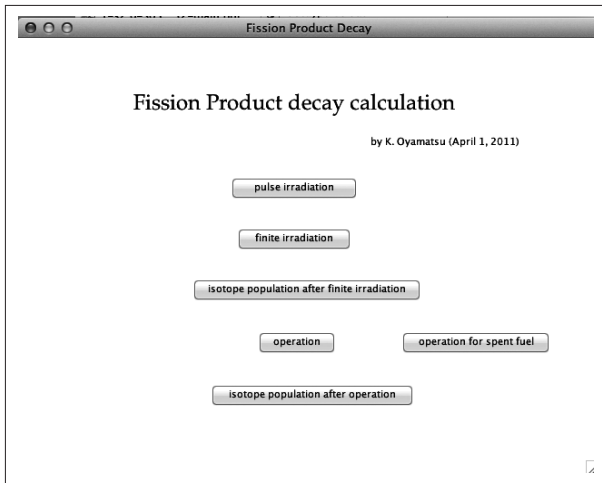 Fission Product Decay
Fission Product decay calculation
by K. Oyamatsu (April 1, 2011)
pulse irradiation
finite irradiation
isotope population after finite irradiation
operation operation for spent fuel
isotope population after operation